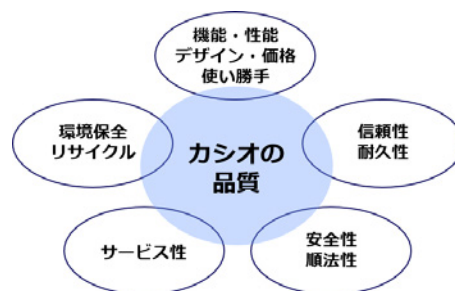 機能・性能
デザイン・価格
使い勝手
環境保全
リサイクル
カシオの
品質
信頼性
耐久性
サービス性
安全性
順法性